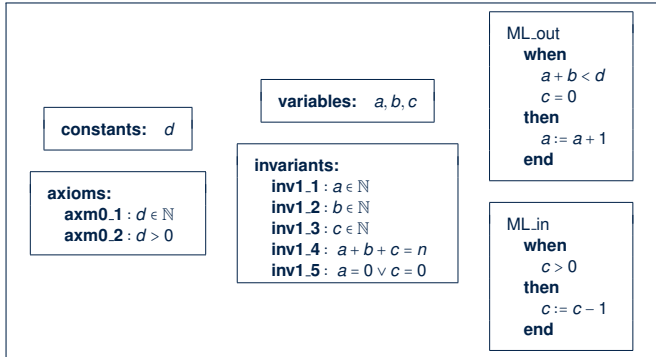 constants: d
axioms:
axm0_1 : d ∈ ℕ
axm0_2 : d > 0
variables: a, b, c
invariants:
inv1_1 : a ∈ ℕ
inv1_2 : b ∈ ℕ
inv1_3 : c ∈ ℕ
inv1_4 : a + b + c = n
inv1_5 : a = 0 ∨ c = 0
ML_out
when
a + b < d
c = 0
then
a := a + 1
end
ML_in
when
c > 0
then
c := c − 1
end